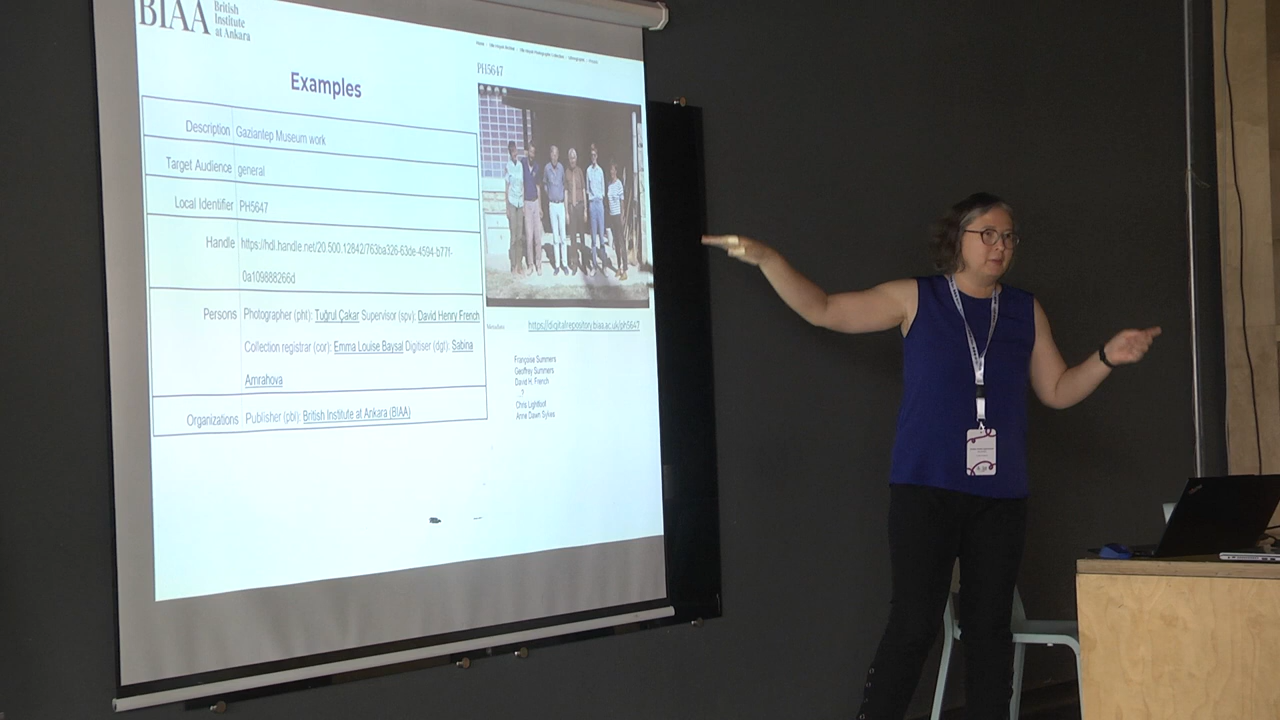 BIAA British
Institute
at Ankara
Examples
Description Gaziantep Museum work
Target Audience general
Local Identifier PH5647
Handle https://hdl.handle.net/20.500.12842/763ba326-63de-4594-b77f-
0a109888266d
Persons Photographer (pht): Tuğrul Çakar Supervisor (spv): David Henry French
Collection registrar (cor): Emma Louise Baysal Digitiser (dgt): Sabina
Amrahova
Organizations Publisher (pbl): British Institute at Ankara (BIAA)
PH5647
https://digitalrepository.biaa.ac.uk/ph5647
Françoise Summers
Geoffrey Summers
David H. French
?
Chris Lightfoot
Anne Dawn Sykes